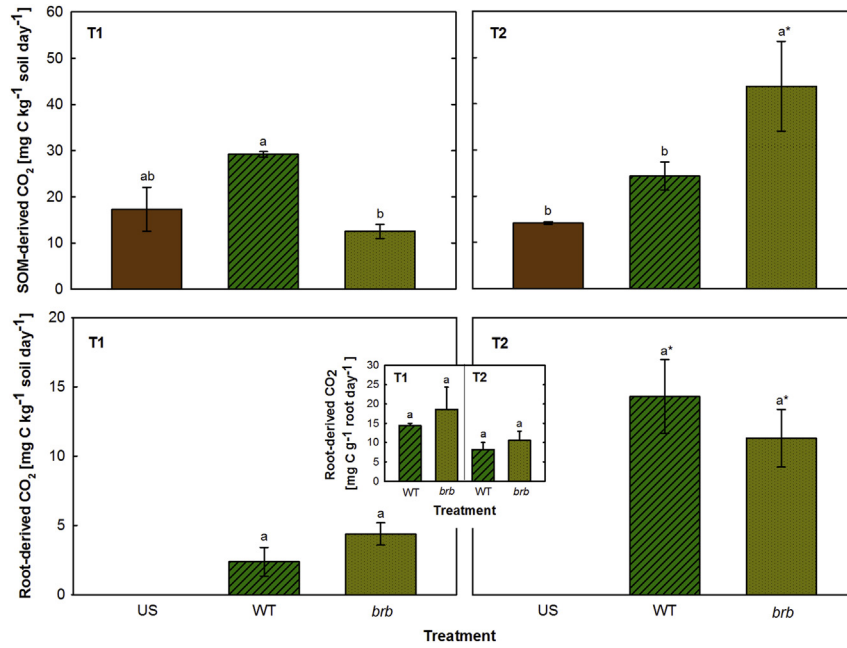 SOM-derived CO₂ [mg C kg⁻¹ soil day⁻¹]
60
50
40
30
20
10
0
T1
ab
a
b
T2
b
b
a*
Root-derived CO₂ [mg C kg⁻¹ soil day⁻¹]
20
15
10
5
0
T1
a
a
US
WT
brb
Root-derived CO2
[mg C g⁻¹ root day⁻¹]
30
25
20
15
10
5
0
T1
a
a
T2
a
a
WT
brb
WT
brb
Treatment
T2
a*
a*
US
WT
brb
Treatment